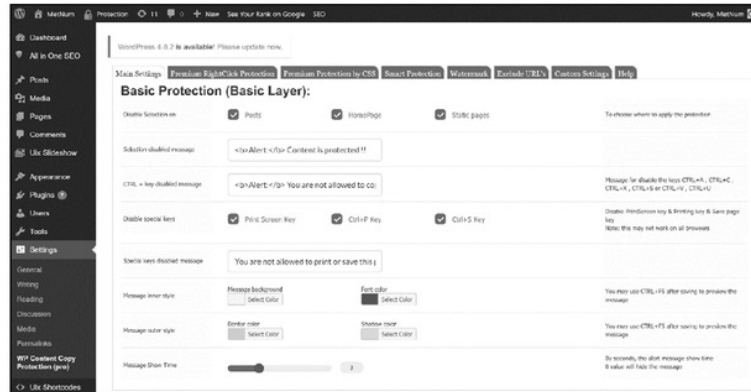 MetNum Protection 11 0 + New See Your Rank on Google SEO Howdy, MetNum
Dashboard
All in One SEO
Posts
Media
Pages
Comments
Uix Slideshow
Appearance
Plugins
Users
Tools
Settings
General
Writing
Reading
Discussion
Media
Permalinks
WP Content Copy
Protection (pro)
Uix Shortcodes
WordPress 4.8.2 is available! Please update now.
Main Settings Premium RightClick Protection Premium Protection by CSS Smart Protection Watermark Exclude URL's Custom Settings Help
Basic Protection (Basic Layer):
Disable Selection on Posts HomePage Static pages To choose where to apply the protection
Selection disabled message <b>Alert:</b> Content is protected !!
CTRL + key disabled message <b>Alert:</b> You are not allowed to co Message for disable the keys CTRL+A , CTRL+C ,
CTRL+X , CTRL+S or CTRL+V , CTRL+U
Disable special keys Print Screen Key Ctrl+P Key Ctrl+S Key Disable PrintScreen key & Printing key & Save page
key
Note: this may not work on all browsers
Special keys disabled message You are not allowed to print or save this
Message inner style Message background Select Color Font color Select Color You may use CTRL+F5 after saving to preview the
message
Message outer style Border color Select Color Shadow color Select Color You may use CTRL+F5 after saving to preview the
message
Message Show Time 3 By seconds, the alert message show time
0 value will hide the message